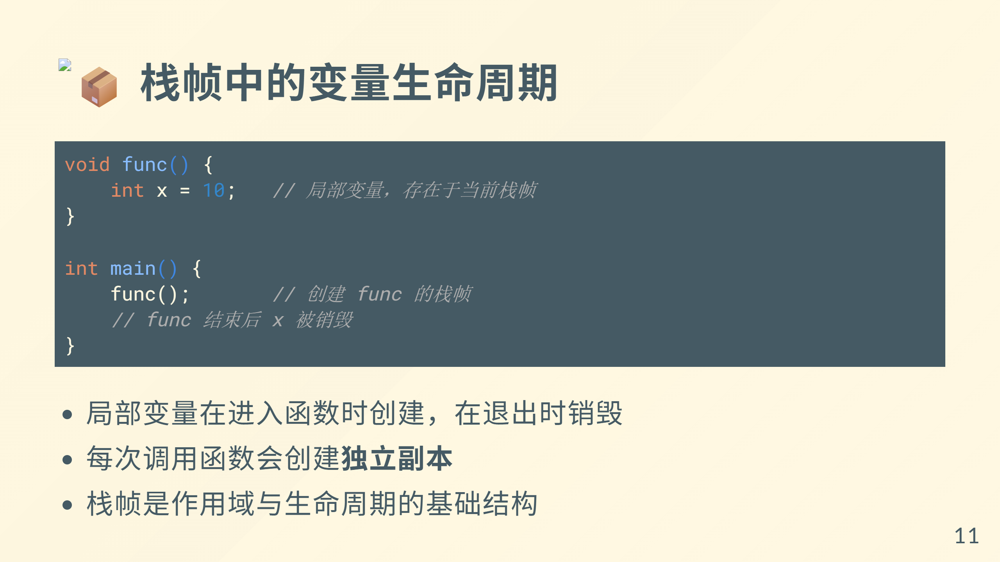 📦 栈帧中的变量生命周期
void func() {
    int x = 10;   // 局部变量，存在于当前栈帧
}

int main() {
    func();       // 创建 func 的栈帧
    // func 结束后 x 被销毁
}
• 局部变量在进入函数时创建，在退出时销毁
• 每次调用函数会创建独立副本
• 栈帧是作用域与生命周期的基础结构
11